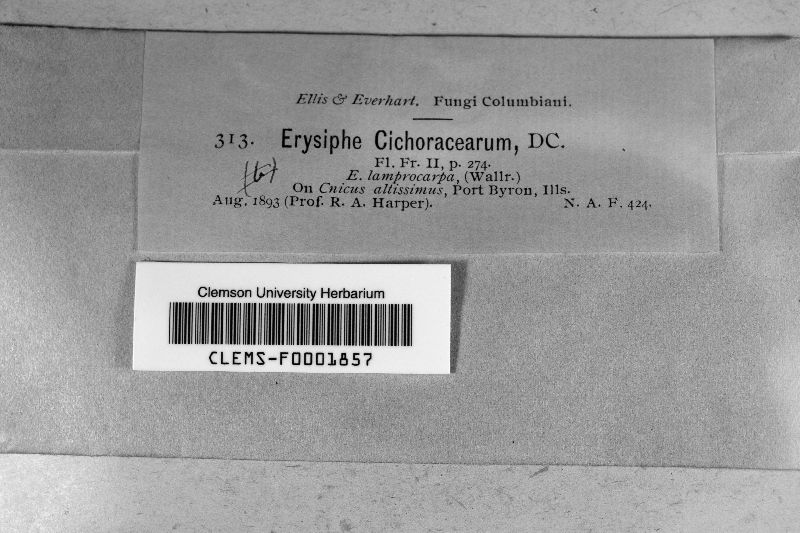 Ellis & Everhart. Fungi Columbiani.
313. Erysiphe Cichoracearum, DC.
Fl. Fr. II, p. 274.
E. lamprocarpa, (Wallr.)
On Cnicus altissimus, Port Byron, Ills.
Aug. 1893 (Prof. R. A. Harper). N. A. F. 424.
Clemson University Herbarium
CLEMS-F0001857